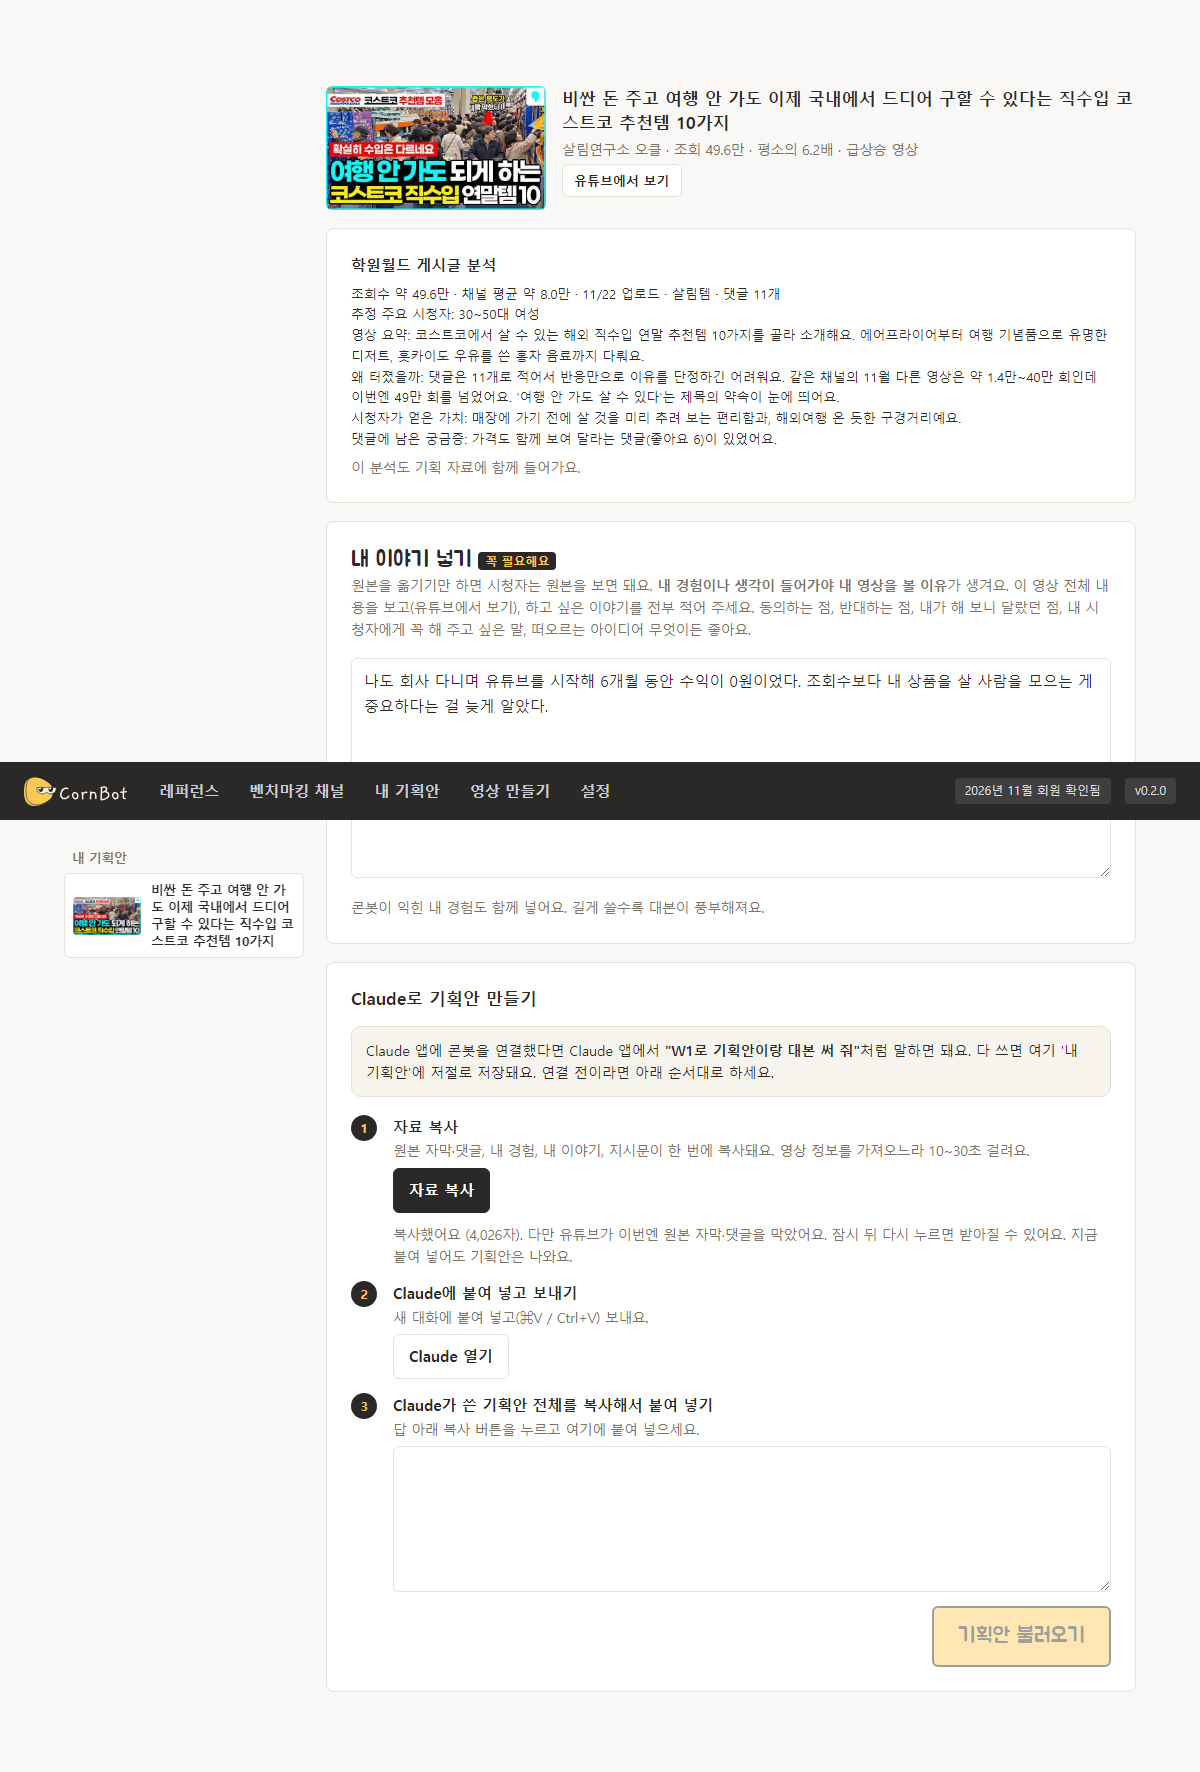 COSTCO 코스트코 추천템 모음
확실히 수입은 다르네요
여행 안 가도 되게 하는
코스트코 직수입 연말템 10
비싼 돈 주고 여행 안 가도 이제 국내에서 드디어 구할 수 있다는 직수입 코
스트코 추천템 10가지
살림연구소 오클 · 조회 49.6만 · 평소의 6.2배 · 급상승 영상
유튜브에서 보기
학원월드 게시글 분석
조회수 약 49.6만 · 채널 평균 약 8.0만 · 11/22 업로드 · 살림템 · 댓글 11개
추정 주요 시청자: 30~50대 여성
영상 요약: 코스트코에서 살 수 있는 해외 직수입 연말 추천템 10가지를 골라 소개해요. 에어프라이어부터 여행 기념품으로 유명한
디저트, 홋카이도 우유를 쓴 홍차 음료까지 다뤄요.
왜 터졌을까: 댓글은 11개로 적어서 반응만으로 이유를 단정하긴 어려워요. 같은 채널의 11월 다른 영상은 약 1.4만~40만 회인데
이번엔 49만 회를 넘었어요. '여행 안 가도 살 수 있다'는 제목의 약속이 눈에 띄어요.
시청자가 얻은 가치: 매장에 가기 전에 살 것을 미리 추려 보는 편리함과, 해외여행 온 듯한 구경거리예요.
댓글에 남은 궁금증: 가격도 함께 보여 달라는 댓글(좋아요 6)이 있었어요.
이 분석도 기획 자료에 함께 들어가요.
내 이야기 넣기 꼭 필요해요
원본을 옮기기만 하면 시청자는 원본을 보면 돼요. 내 경험이나 생각이 들어가야 내 영상을 볼 이유가 생겨요. 이 영상 전체 내
용을 보고(유튜브에서 보기), 하고 싶은 이야기를 전부 적어 주세요. 동의하는 점, 반대하는 점, 내가 해 보니 달랐던 점, 내 시
청자에게 꼭 해 주고 싶은 말, 떠오르는 아이디어 무엇이든 좋아요.
나도 회사 다니며 유튜브를 시작해 6개월 동안 수익이 0원이었다. 조회수보다 내 상품을 살 사람을 모으는 게
중요하다는 걸 늦게 알았다.
CornBot 레퍼런스 벤치마킹 채널 내 기획안 영상 만들기 설정 2026년 11월 회원 확인됨 v0.2.0
내 기획안
비싼 돈 주고 여행 안 가
도 이제 국내에서 드디어
구할 수 있다는 직수입 코
스트코 추천템 10가지
콘봇이 익힌 내 경험도 함께 넣어요. 길게 쓸수록 대본이 풍부해져요.
Claude로 기획안 만들기
Claude 앱에 콘봇을 연결했다면 Claude 앱에서 "W1로 기획안이랑 대본 써 줘"처럼 말하면 돼요. 다 쓰면 여기 '내
기획안'에 저절로 저장돼요. 연결 전이라면 아래 순서대로 하세요.
1 자료 복사
원본 자막·댓글, 내 경험, 내 이야기, 지시문이 한 번에 복사돼요. 영상 정보를 가져오느라 10~30초 걸려요.
자료 복사
복사했어요 (4,026자). 다만 유튜브가 이번엔 원본 자막·댓글을 막았어요. 잠시 뒤 다시 누르면 받아질 수 있어요. 지금
붙여 넣어도 기획안은 나와요.
2 Claude에 붙여 넣고 보내기
새 대화에 붙여 넣고(⌘V / Ctrl+V) 보내요.
Claude 열기
3 Claude가 쓴 기획안 전체를 복사해서 붙여 넣기
답 아래 복사 버튼을 누르고 여기에 붙여 넣으세요.
기획안 불러오기